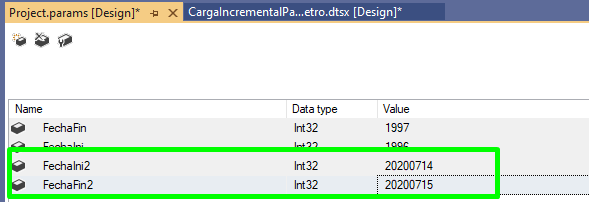 Project.params [Design]* CargaIncrementalPa...etro.dtsx [Design]*
Name Data type Value
FechaFin Int32 1997
FechaIni Int32 1996
FechaIni2 Int32 20200714
FechaFin2 Int32 20200715